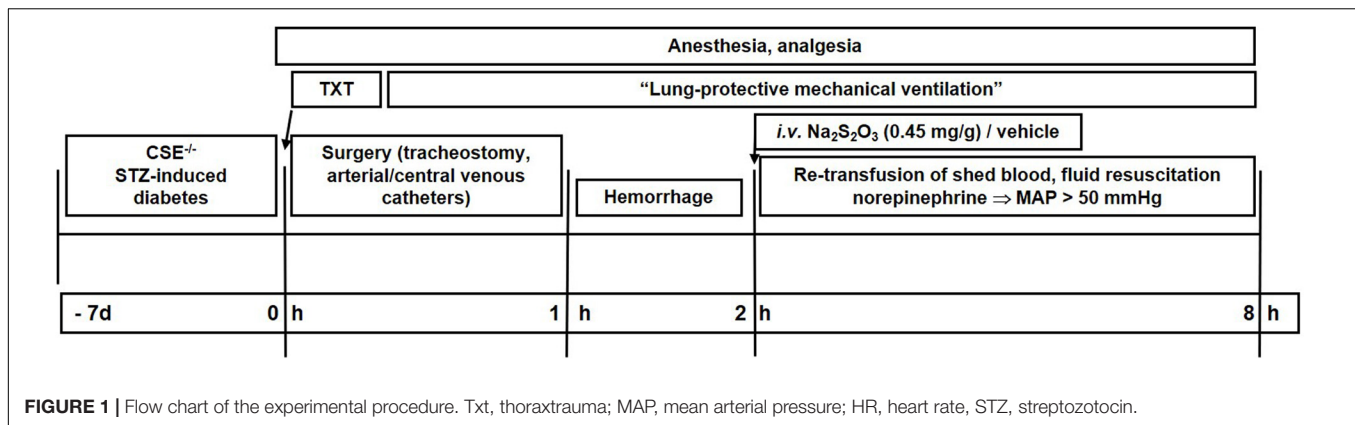 Anesthesia, analgesia
TXT
“Lung-protective mechanical ventilation”
i.v. Na₂S₂O₃ (0.45 mg/g) / vehicle
CSE⁻/⁻
STZ-induced
diabetes
Surgery (tracheostomy,
arterial/central venous
catheters)
Hemorrhage
Re-transfusion of shed blood, fluid resuscitation
norepinephrine ⇒ MAP > 50 mmHg
- 7d 0 h 1 h 2 h 8 h
FIGURE 1 | Flow chart of the experimental procedure. Txt, thoraxtrauma; MAP, mean arterial pressure; HR, heart rate, STZ, streptozotocin.